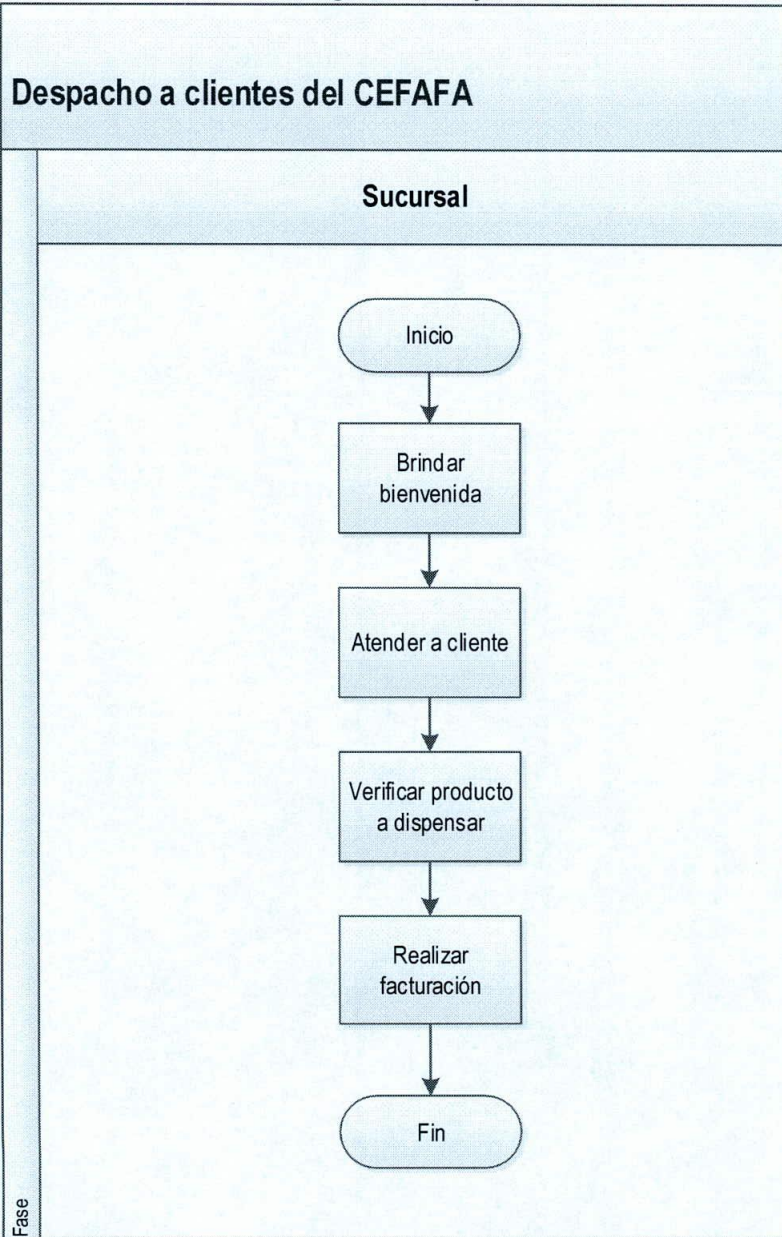 Despacho a clientes del CEFAFA
Sucursal
Inicio
Brindar
bienvenida
Atender a cliente
Verificar producto
a dispensar
Realizar
facturación
Fin
Fase